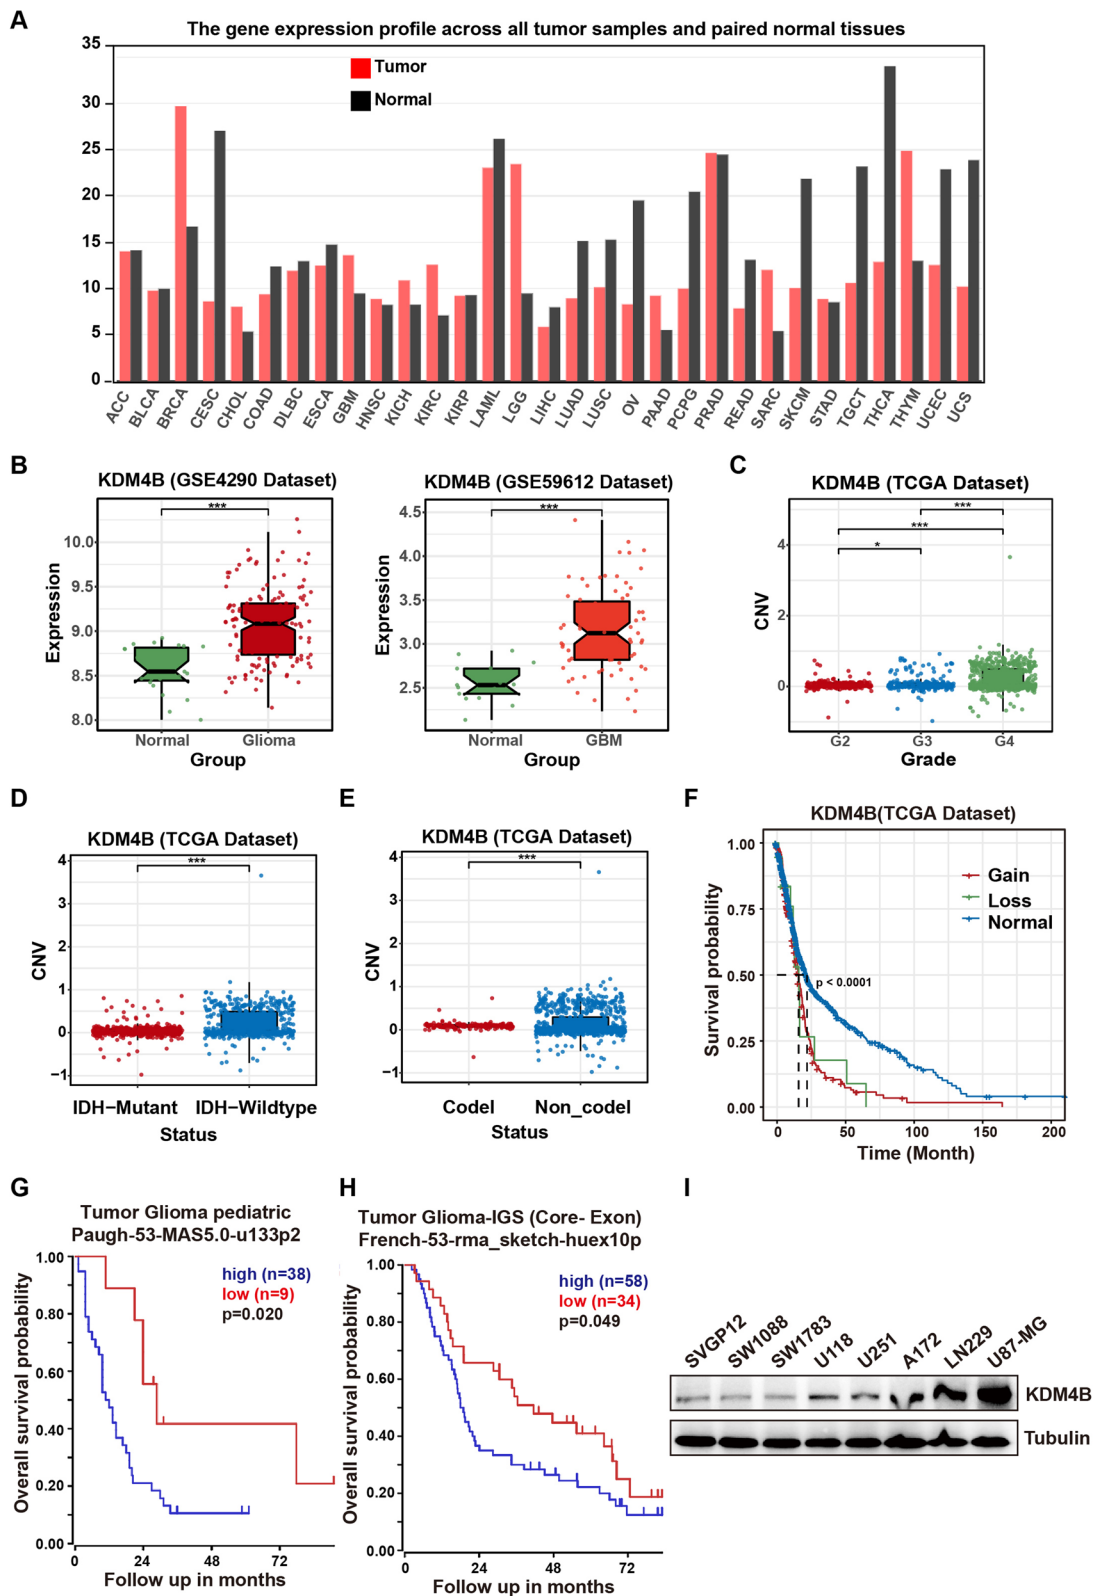 A
The gene expression profile across all tumor samples and paired normal tissues
Tumor
Normal
35
30
25
20
15
10
5
0
ACC BLCA BRCA CESC CHOL COAD DLBC ESCA GBM HNSC KICH KIRC KIRP LAML LGG LIHC LUAD LUSC OV PAAD PCPG PRAD READ SARC SKCM STAD TGCT THCA THYM UCEC UCS
B
KDM4B (GSE4290 Dataset)
***
Expression
10.0
9.5
9.0
8.5
8.0
Normal Glioma
Group
KDM4B (GSE59612 Dataset)
***
Expression
4.5
4.0
3.5
3.0
2.5
Normal GBM
Group
C
KDM4B (TCGA Dataset)
***
***
*
CNV
4
2
0
G2 G3 G4
Grade
D
KDM4B (TCGA Dataset)
***
CNV
4
3
2
1
0
−1
IDH−Mutant IDH−Wildtype
Status
E
KDM4B (TCGA Dataset)
***
CNV
4
3
2
1
0
−1
Codel Non_codel
Status
F
KDM4B(TCGA Dataset)
Gain
Loss
Normal
p < 0.0001
Survival probability
1.00
0.75
0.50
0.25
0.00
0 50 100 150 200
Time (Month)
G
Tumor Glioma pediatric
Paugh-53-MAS5.0-u133p2
high (n=38)
low (n=9)
p=0.020
Overall survival probability
1.00
0.80
0.60
0.40
0.20
0.00
0 24 48 72
Follow up in months
H
Tumor Glioma-IGS (Core- Exon)
French-53-rma_sketch-huex10p
high (n=58)
low (n=34)
p=0.049
Overall survival probability
1.00
0.80
0.60
0.40
0.20
0.00
0 24 48 72
Follow up in months
I
SVGP12 SW1088 SW1783 U118 U251 A172 LN229 U87-MG
KDM4B
Tubulin